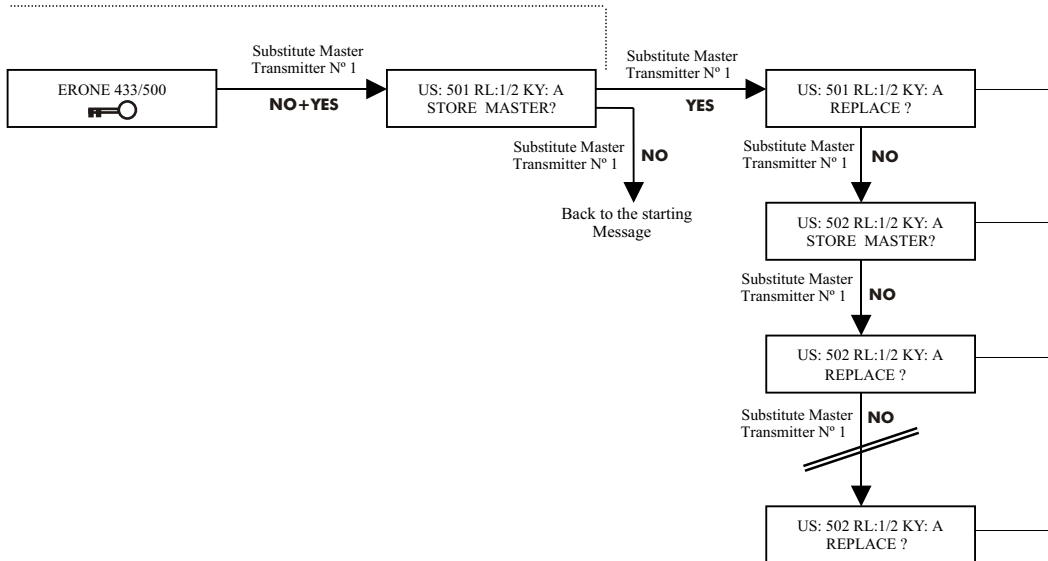 Substitute Master
Transmitter Nº 1
NO+YES
ERONE 433/500
US: 501 RL:1/2 KY: A
STORE MASTER?
Substitute Master
Transmitter Nº 1
YES
US: 501 RL:1/2 KY: A
REPLACE ?
Substitute Master
Transmitter Nº 1
NO
Back to the starting
Message
Substitute Master
Transmitter Nº 1
NO
US: 502 RL:1/2 KY: A
STORE MASTER?
Substitute Master
Transmitter Nº 1
NO
US: 502 RL:1/2 KY: A
REPLACE ?
Substitute Master
Transmitter Nº 1
NO
US: 502 RL:1/2 KY: A
REPLACE ?